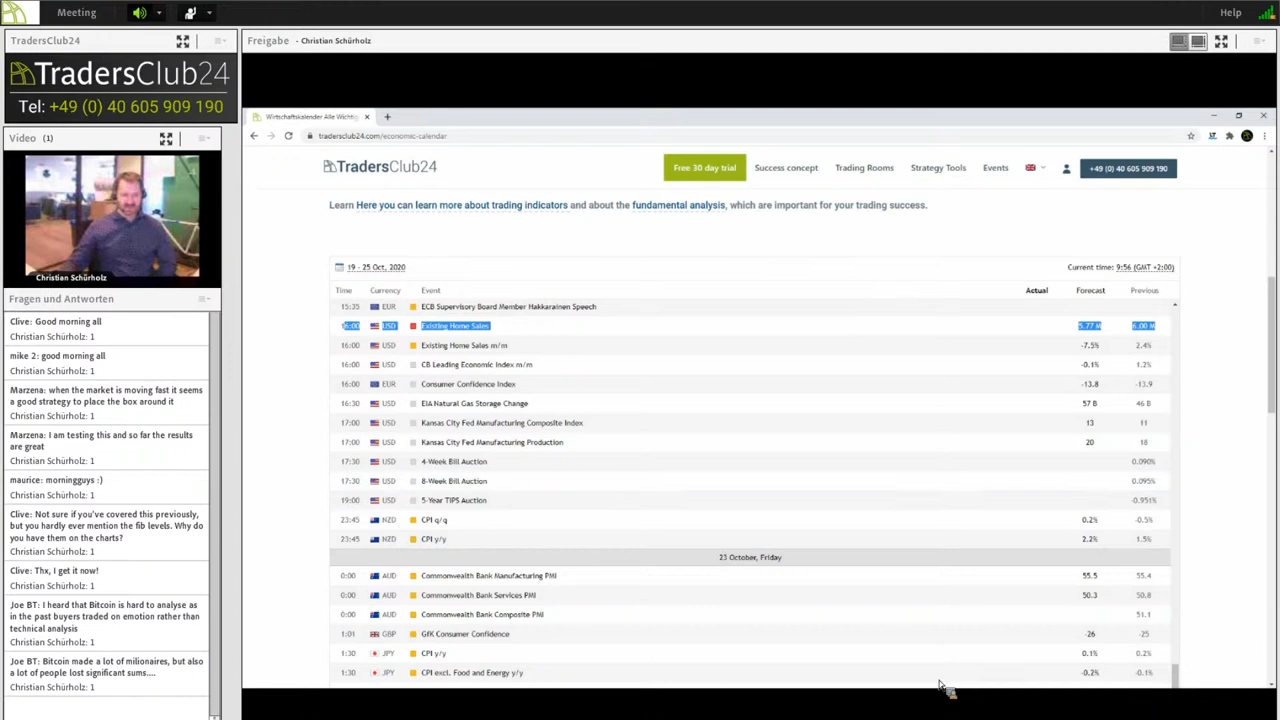 Meeting
Help
TradersClub24
TradersClub24
Tel: +49 (0) 40 605 909 190
Video (1)
Christian Schürholz
Fragen und Antworten
Clive: Good morning all
Christian Schürholz: 1
mike 2: good morning all
Christian Schürholz: 1
Marzena: when the market is moving fast it seems
a good strategy to place the box around it
Christian Schürholz: 1
Marzena: I am testing this and so far the results
are great
Christian Schürholz: 1
maurice: morningguys :)
Christian Schürholz: 1
Clive: Not sure if you've covered this previously,
but you hardly ever mention the fib levels. Why do
you have them on the charts?
Christian Schürholz: 1
Clive: Thx, I get it now!
Christian Schürholz: 1
Joe BT: I heard that Bitcoin is hard to analyse as
in the past buyers traded on emotion rather than
technical analysis
Christian Schürholz: 1
Joe BT: Bitcoin made a lot of milionaires, but also
a lot of people lost significant sums....
Christian Schürholz: 1
Freigabe - Christian Schürholz
Wirtschaftskalender Alle Wichtig
tradersclub24.com/economic-calendar
TradersClub24
Free 30 day trial Success concept Trading Rooms Strategy Tools Events +49 (0) 40 605 909 190
Learn Here you can learn more about trading indicators and about the fundamental analysis, which are important for your trading success.
19 - 25 Oct, 2020 Current time: 9:56 (GMT +2:00)
Time Currency Event Actual Forecast Previous
15:35 EUR ECB Supervisory Board Member Hakkarainen Speech
16:00 USD Existing Home Sales 5.77 M 6.00 M
16:00 USD Existing Home Sales m/m -7.5% 2.4%
16:00 USD CB Leading Economic Index m/m -0.1% 1.2%
16:00 EUR Consumer Confidence Index -13.8 -13.9
16:30 USD EIA Natural Gas Storage Change 57 B 46 B
17:00 USD Kansas City Fed Manufacturing Composite Index 13 11
17:00 USD Kansas City Fed Manufacturing Production 20 18
17:30 USD 4-Week Bill Auction 0.090%
17:30 USD 8-Week Bill Auction 0.095%
19:00 USD 5-Year TIPS Auction -0.951%
23:45 NZD CPI q/q 0.2% -0.5%
23:45 NZD CPI y/y 2.2% 1.5%
23 October, Friday
0:00 AUD Commonwealth Bank Manufacturing PMI 55.5 55.4
0:00 AUD Commonwealth Bank Services PMI 50.3 50.8
0:00 AUD Commonwealth Bank Composite PMI 51.1
1:01 GBP GfK Consumer Confidence -26 -25
1:30 JPY CPI y/y 0.1% 0.2%
1:30 JPY CPI excl. Food and Energy y/y -0.2% -0.1%